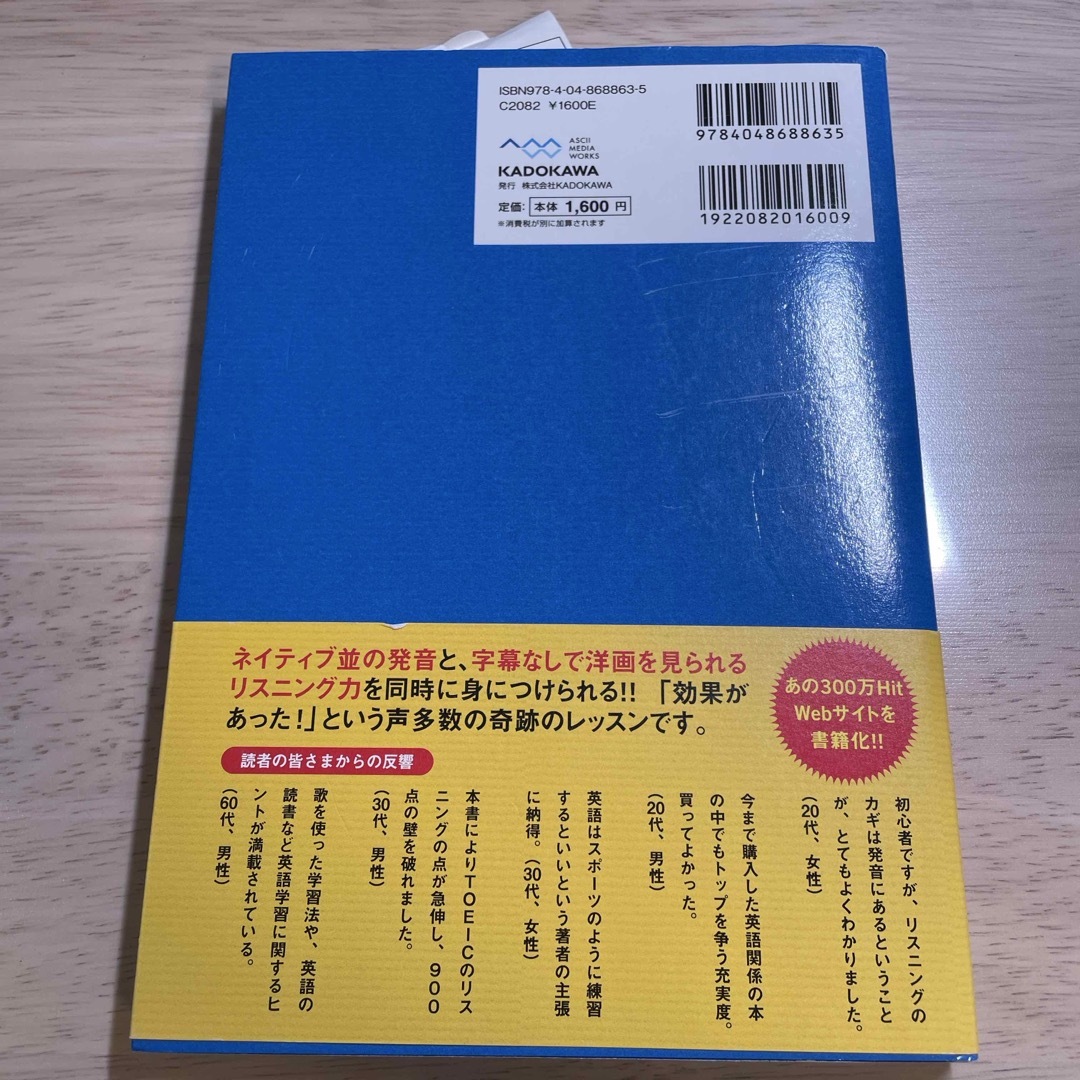 ISBN978-4-04-868863-5
C2082 ¥1600E
9784048688635
ASCII
MEDIA
WORKS
KADOKAWA
発行 株式会社KADOKAWA
定価: 本体 1,600 円
※消費税が別に加算されます
1922082016009
ネイティブ並の発音と、字幕なしで洋画を見られる
リスニング力を同時に身につけられる!! 「効果が
あった!」という声多数の奇跡のレッスンです。
あの300万Hit
Webサイトを
書籍化!!
読者の皆さまからの反響
初心者ですが、リスニングの
カギは発音にあるということ
が、とてもよくわかりました。
(20代、女性)
今まで購入した英語関係の本
の中でもトップを争う充実度。
買ってよかった。
(20代、男性)
英語はスポーツのように練習
するといいという著者の主張
に納得。(30代、女性)
本書によりTOEICのリス
ニングの点が急伸し、900
点の壁を破れました。
(30代、男性)
歌を使った学習法や、英語の
読書など英語学習に関するヒ
ントが満載されている。
(60代、男性)